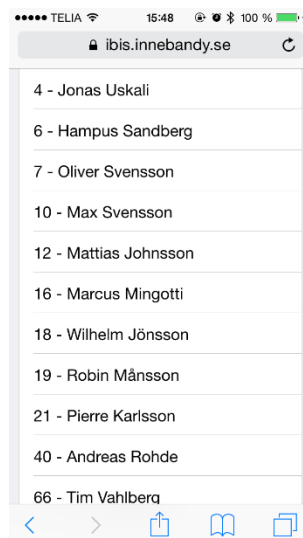 TELIA 15:48 100 %
ibis.innebandy.se
4 - Jonas Uskali
6 - Hampus Sandberg
7 - Oliver Svensson
10 - Max Svensson
12 - Mattias Johnsson
16 - Marcus Mingotti
18 - Wilhelm Jönsson
19 - Robin Månsson
21 - Pierre Karlsson
40 - Andreas Rohde
66 - Tim Vahlberg